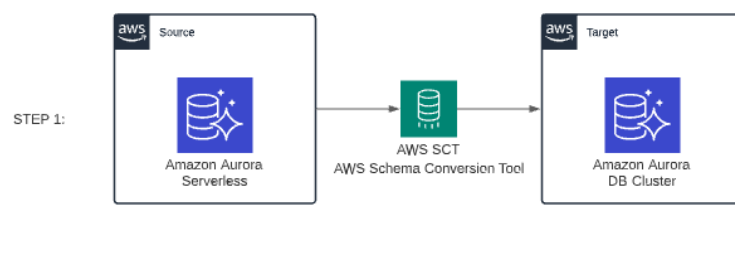 aws
Source
aws
Target
STEP 1:
Amazon Aurora
Serverless
AWS SCT
AWS Schema Conversion Tool
Amazon Aurora
DB Cluster